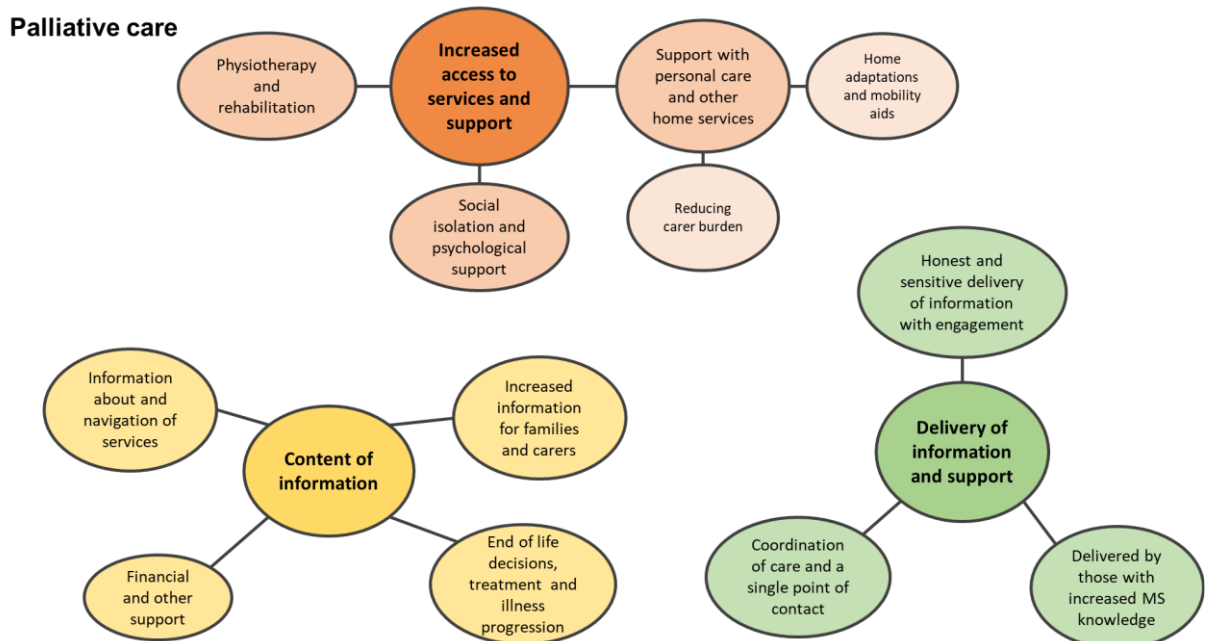 Palliative care
Physiotherapy
and
rehabilitation
Increased
access to
services and
support
Support with
personal care
and other
home services
Home
adaptations
and mobility
aids
Social
isolation and
psychological
support
Reducing
carer burden
Honest and
sensitive delivery
of information
with engagement
Information
about and
navigation of
services
Increased
information
for families
and carers
Content of
information
Financial
and other
support
End of life
decisions,
treatment and
illness
progression
Delivery of
information
and support
Coordination
of care and a
single point of
contact
Delivered by
those with
increased MS
knowledge